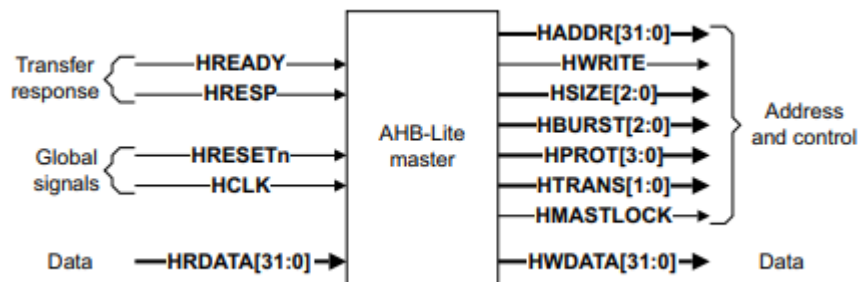 Transfer
response
HREADY
HRESP
Global
signals
HRESETn
HCLK
Data
HRDATA[31:0]
AHB-Lite
master
HADDR[31:0]
HWRITE
HSIZE[2:0]
HBURST[2:0]
HPROT[3:0]
HTRANS[1:0]
HMASTLOCK
Address
and control
HWDATA[31:0]
Data